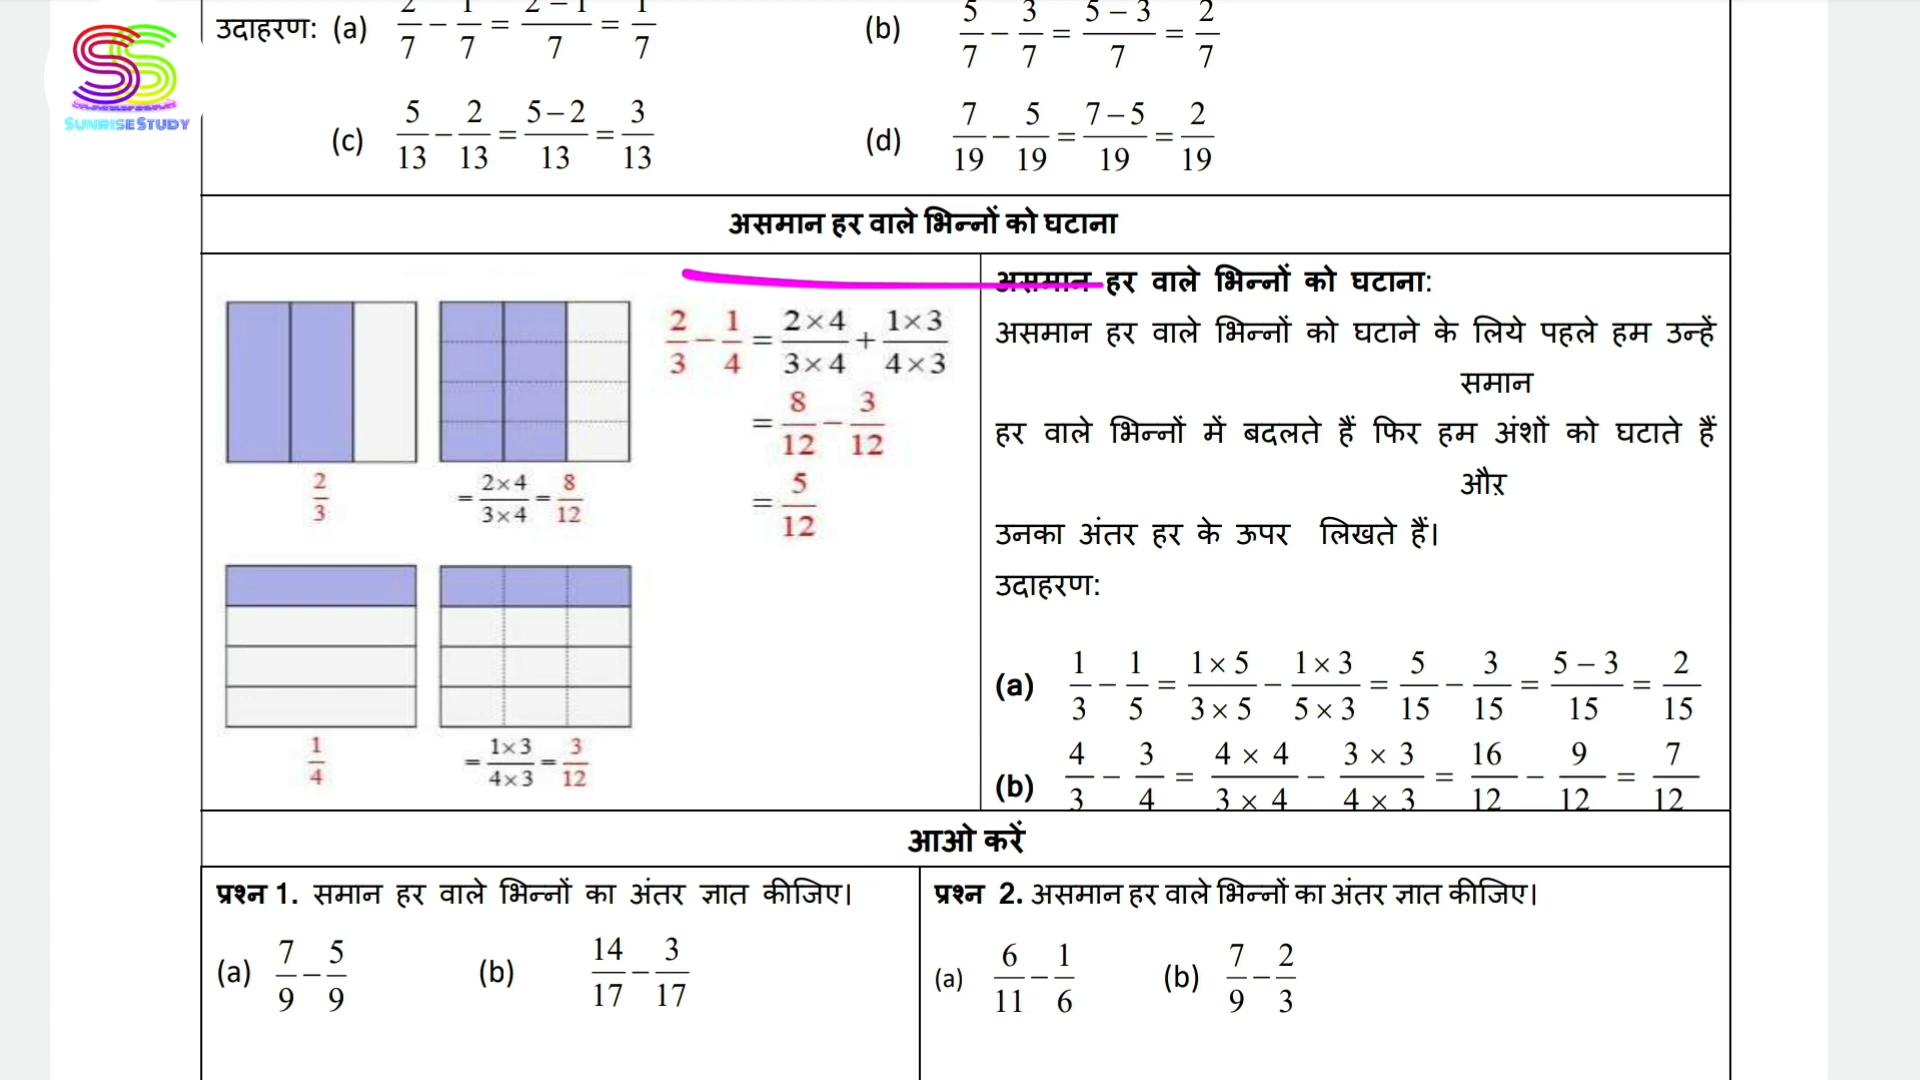 उदाहरण: (a) 2/7 − 1/7 = 2 − 1/7 = 1/7 (b) 5/7 − 3/7 = 5 − 3/7 = 2/7
SUNRISE STUDY
(c) 5/13 − 2/13 = 5−2/13 = 3/13 (d) 7/19 − 5/19 = 7−5/19 = 2/19
असमान हर वाले भिन्नों को घटाना
2/3 − 1/4 = 2×4/3×4 + 1×3/4×3
= 8/12 − 3/12
= 5/12
2/3 = 2×4/3×4 = 8/12
1/4 = 1×3/4×3 = 3/12
असमान हर वाले भिन्नों को घटाना:
असमान हर वाले भिन्नों को घटाने के लिये पहले हम उन्हें
समान
हर वाले भिन्नों में बदलते हैं फिर हम अंशों को घटाते हैं
औऱ
उनका अंतर हर के ऊपर लिखते हैं।
उदाहरण:
(a) 1/3 − 1/5 = 1×5/3×5 − 1×3/5×3 = 5/15 − 3/15 = 5−3/15 = 2/15
(b) 4/3 − 3/4 = 4 × 4/3 × 4 − 3 × 3/4 × 3 = 16/12 − 9/12 = 7/12
आओ करें
प्रश्न 1. समान हर वाले भिन्नों का अंतर ज्ञात कीजिए।
(a) 7/9 − 5/9 (b) 14/17 − 3/17
प्रश्न 2. असमान हर वाले भिन्नों का अंतर ज्ञात कीजिए।
(a) 6/11 − 1/6 (b) 7/9 − 2/3